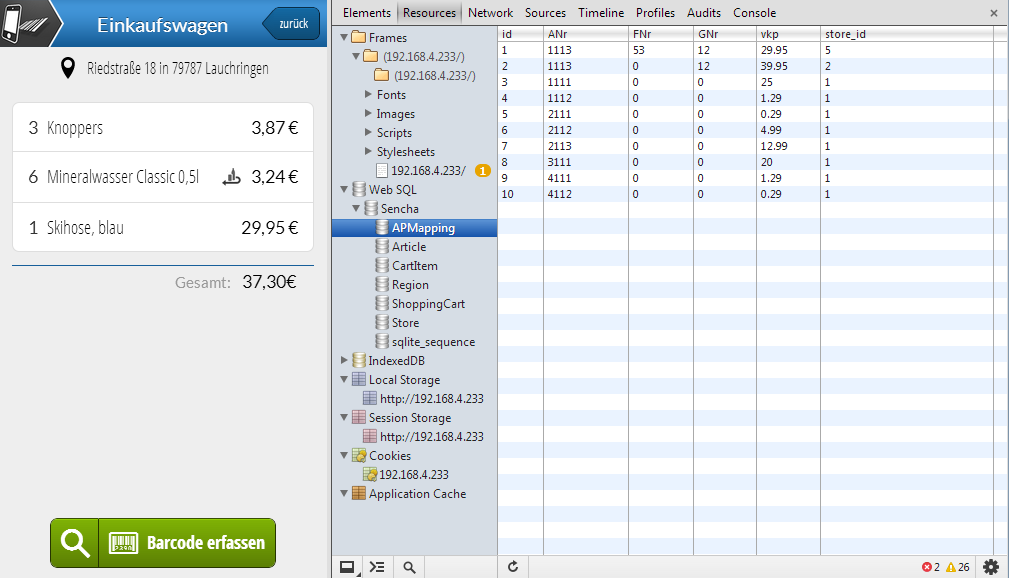 Einkaufswagen
zurück
Riedstraße 18 in 79787 Lauchringen
3 Knoppers 3,87 €
6 Mineralwasser Classic 0,5l 3,24 €
1 Skihose, blau 29,95 €
Gesamt: 37,30€
Barcode erfassen
Elements Resources Network Sources Timeline Profiles Audits Console
Frames
(192.168.4.233/)
(192.168.4.233/)
Fonts
Images
Scripts
Stylesheets
192.168.4.233/ 1
Web SQL
Sencha
APMapping
Article
CartItem
Region
ShoppingCart
Store
sqlite_sequence
IndexedDB
Local Storage
http://192.168.4.233
Session Storage
http://192.168.4.233
Cookies
192.168.4.233
Application Cache
id ANr FNr GNr vkp store_id
1 1113 53 12 29.95 5
2 1113 0 12 39.95 2
3 1111 0 0 25 1
4 1112 0 0 1.29 1
5 2111 0 0 0.29 1
6 2112 0 0 4.99 1
7 2113 0 0 12.99 1
8 3111 0 0 20 1
9 4111 0 0 1.29 1
10 4112 0 0 0.29 1
2 26